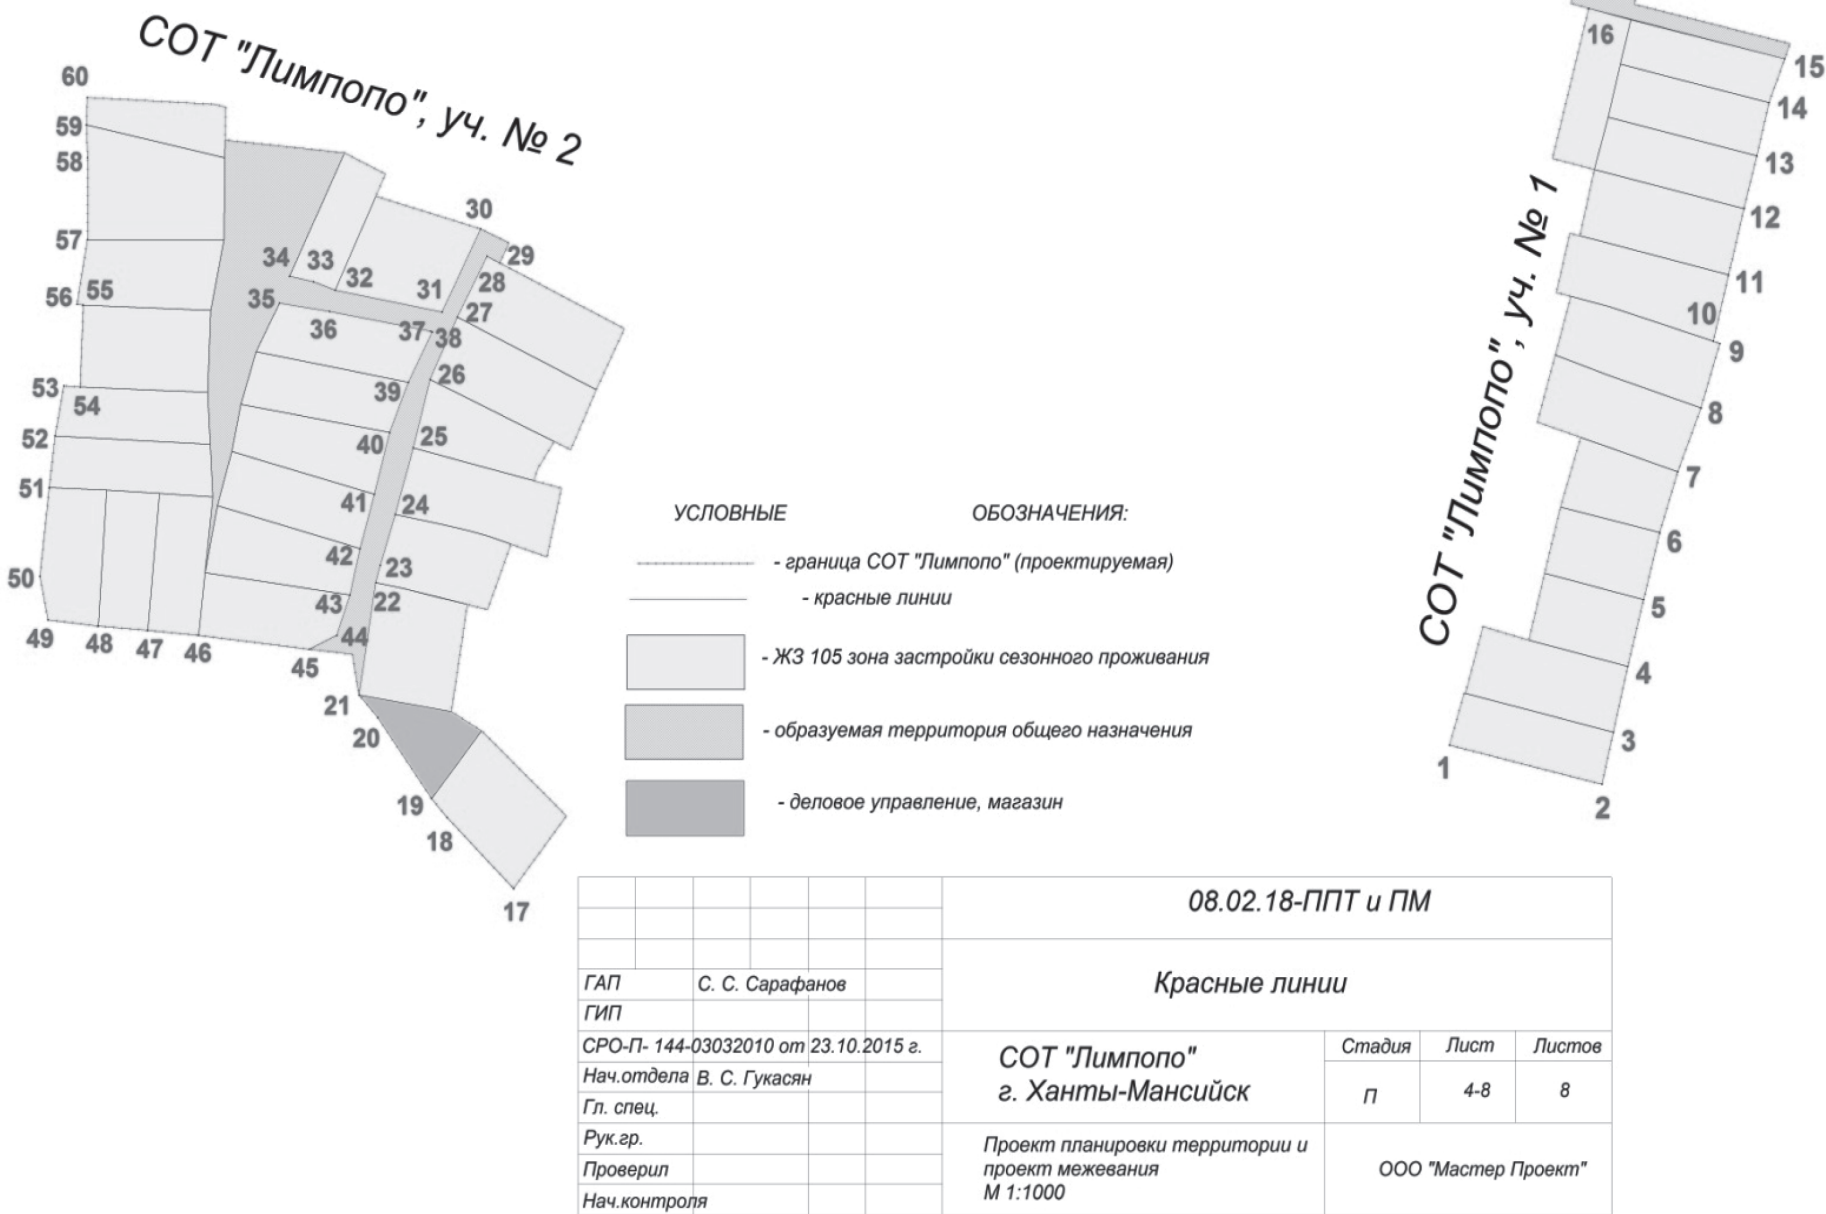 СОТ "Лимпопо", уч. № 2
60
59
58
57
56 55
53
54
52
51
50
49
48
47
46
45
44
43
42
41
40
39
38
37
36
35
34
33
32
31
30
29
28
27
26
25
24
23
22
21
20
19
18
17
СОТ "Лимпопо", уч. № 1
16
15
14
13
12
11
10
9
8
7
6
5
4
3
2
1
УСЛОВНЫЕ ОБОЗНАЧЕНИЯ:
- граница СОТ "Лимпопо" (проектируемая)
- красные линии
- ЖЗ 105 зона застройки сезонного проживания
- образуемая территория общего назначения
- деловое управление, магазин
08.02.18-ППТ и ПМ
Красные линии
ГАП С. С. Сарафанов
ГИП
СРО-П- 144-03032010 от 23.10.2015 г.
Нач.отдела В. С. Гукасян
Гл. спец.
Рук.гр.
Проверил
Нач.контроля
СОТ "Лимпопо"
г. Ханты-Мансийск
Стадия Лист Листов
П 4-8 8
Проект планировки территории и
проект межевания
М 1:1000
ООО "Мастер Проект"